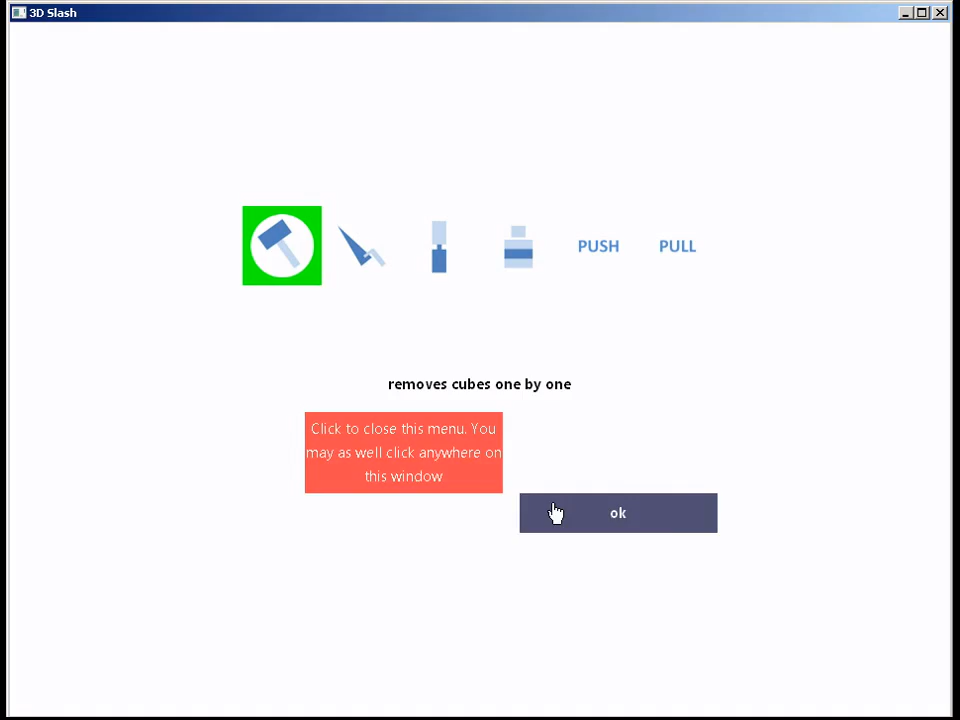 3D Slash
PUSH PULL
removes cubes one by one
Click to close this menu. You
may as well click anywhere on
this window
ok